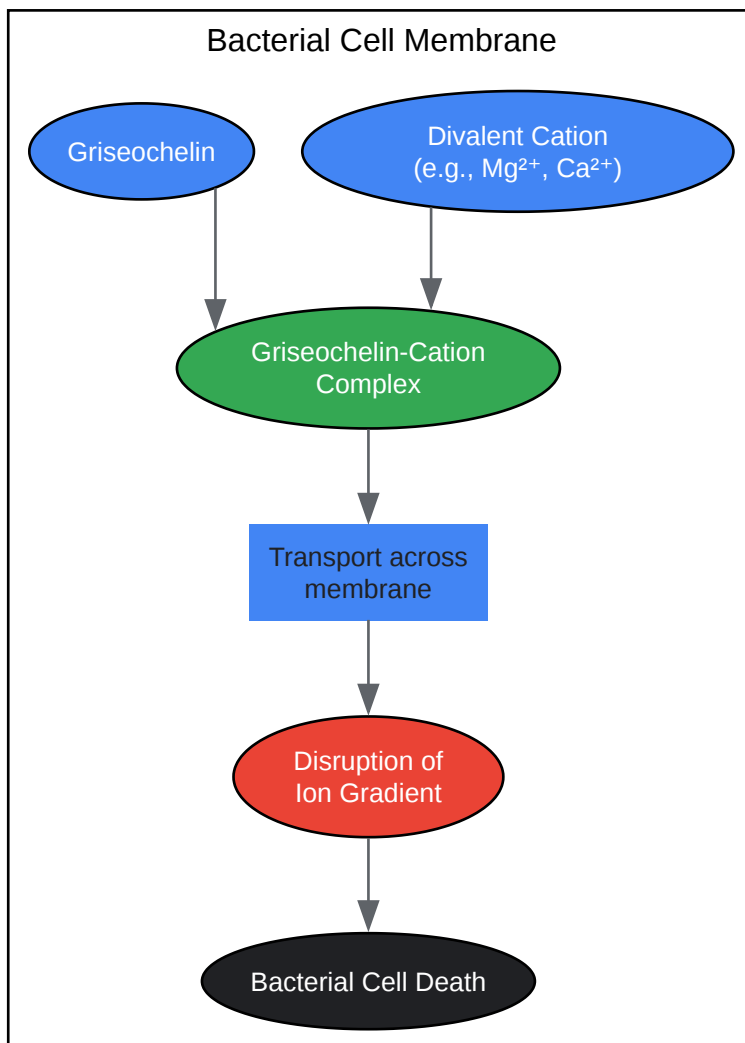 Bacterial Cell Membrane
Griseochelin
Divalent Cation
(e.g., Mg²⁺, Ca²⁺)
Griseochelin-Cation
Complex
Transport across
membrane
Disruption of
Ion Gradient
Bacterial Cell Death